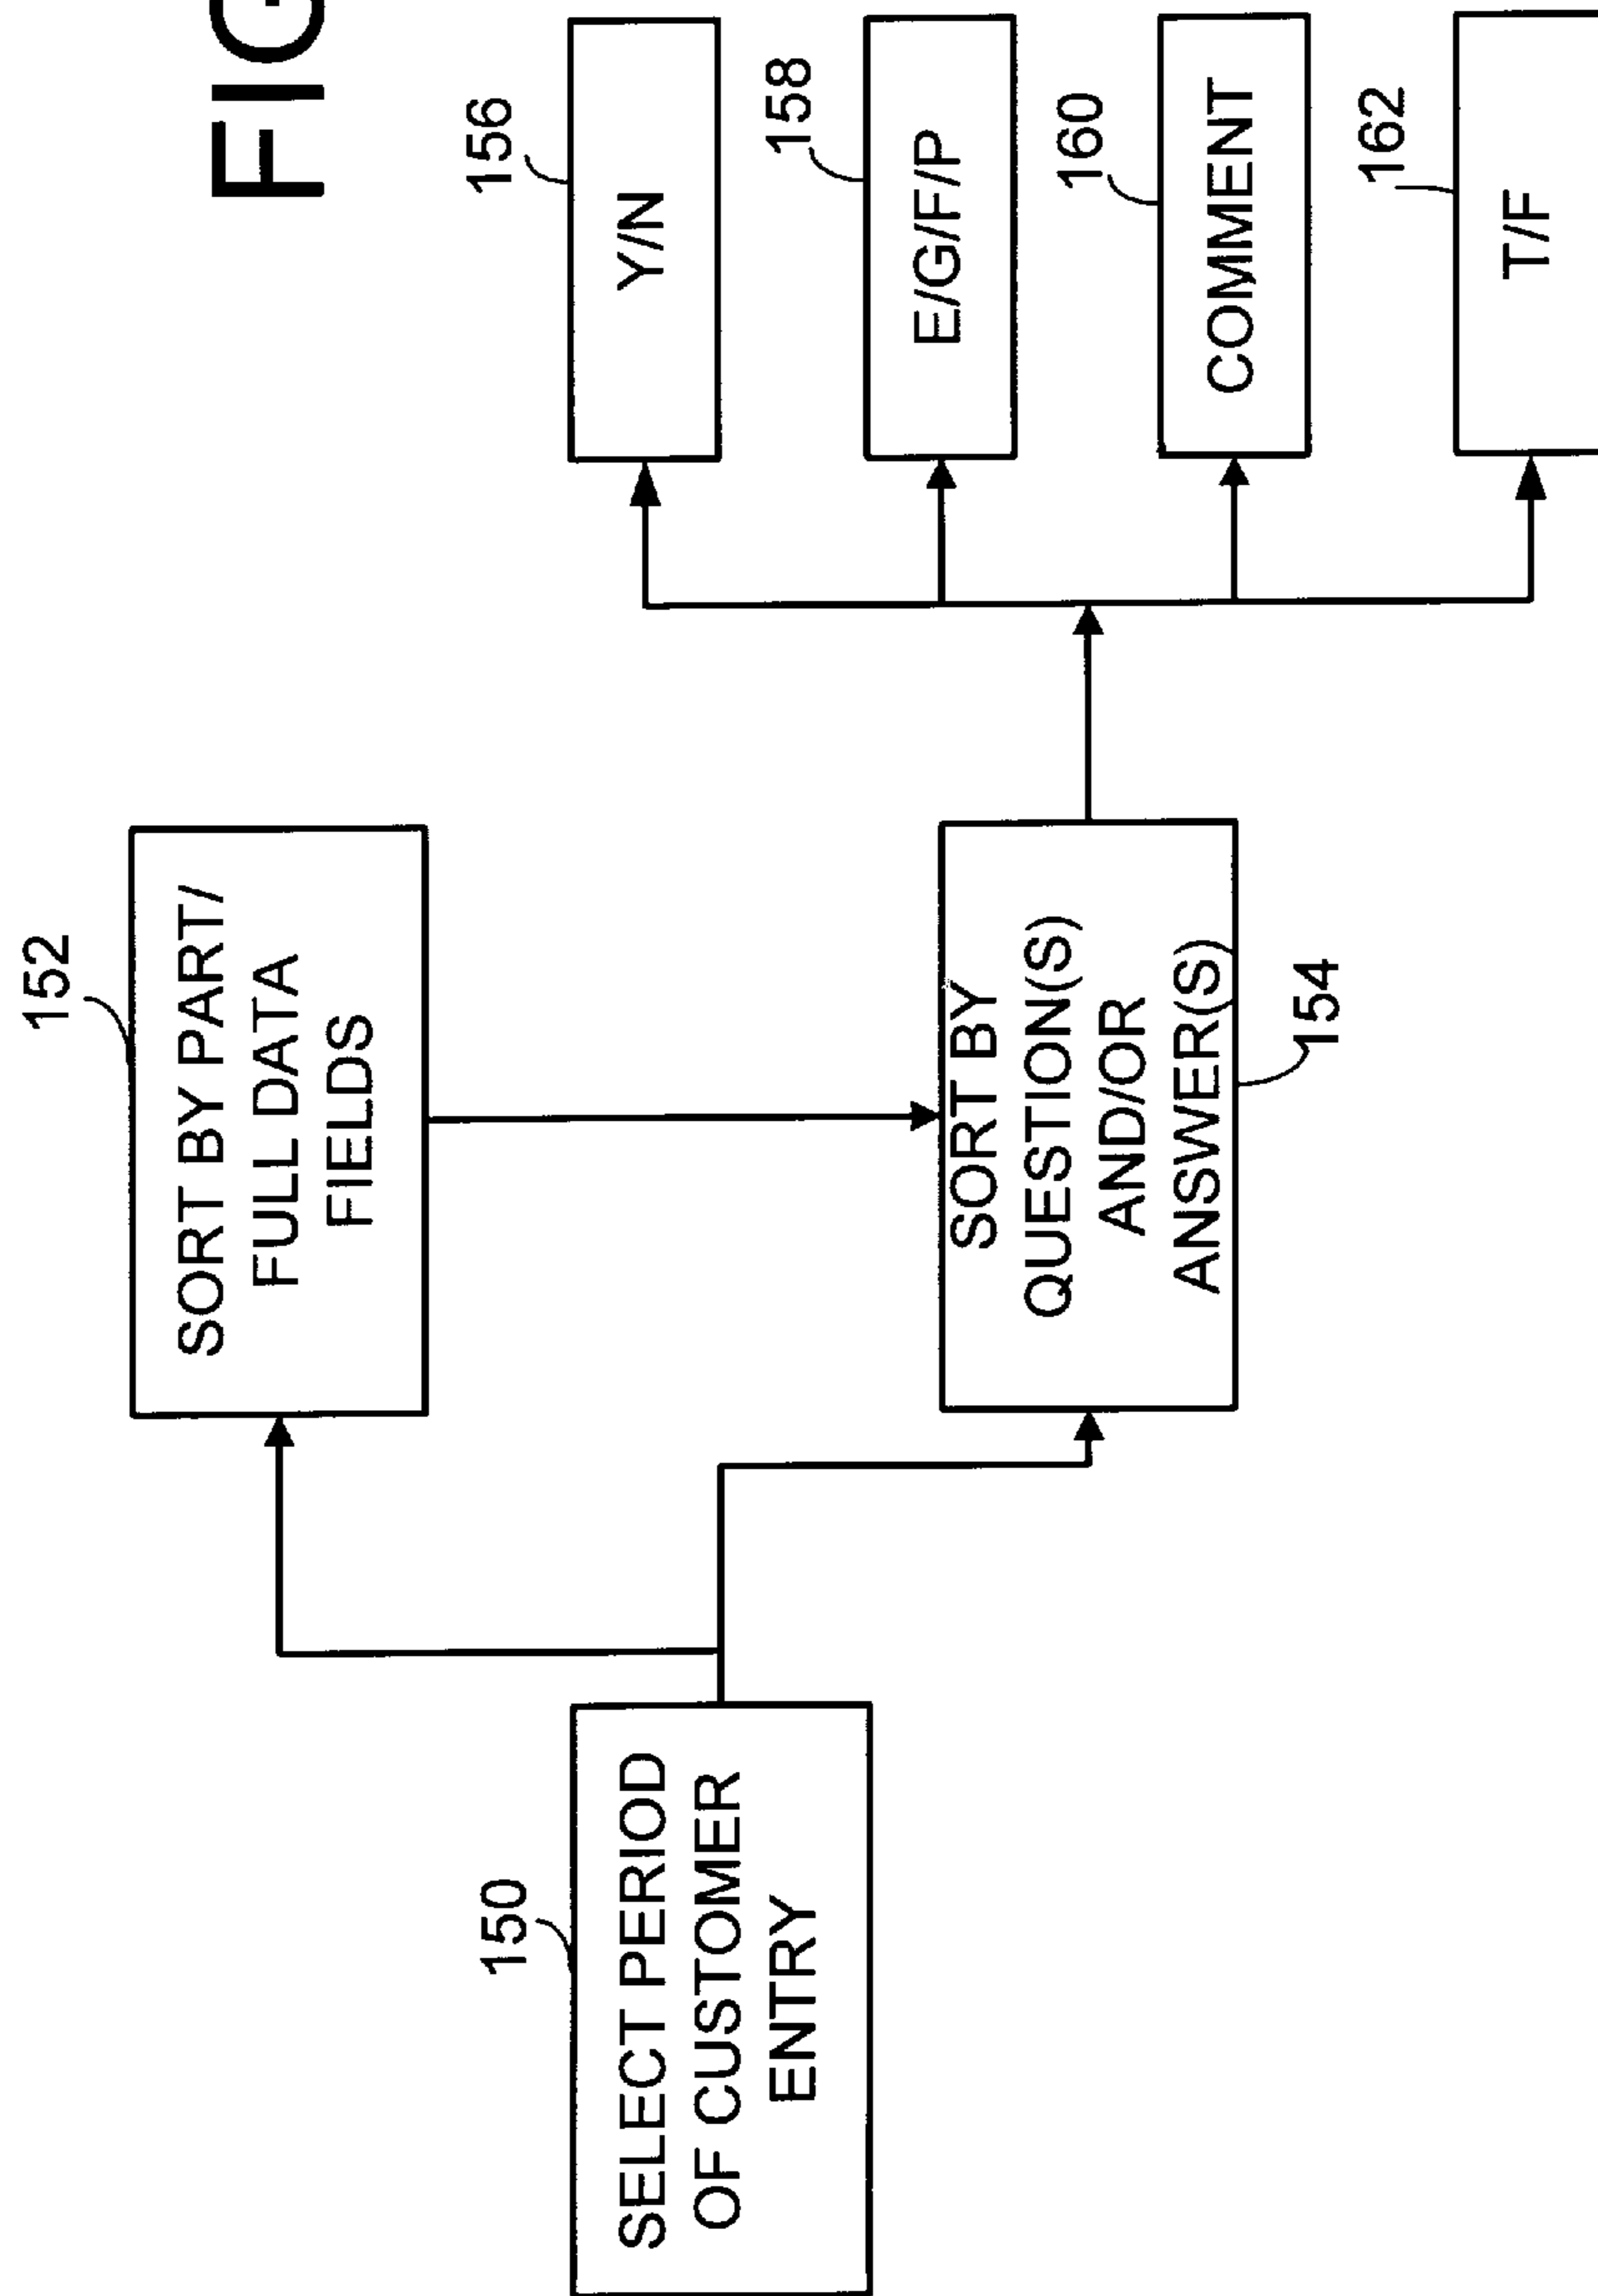 FIG
152
SORT BY PART/
FULL DATA
FIELDS
150
SELECT PERIOD
OF CUSTOMER
ENTRY
156
Y/N
158
E/G/F/P
SORT BY
QUESTION(S)
AND/OR
ANSWER(S)
154
160
COMMENT
162
T/F